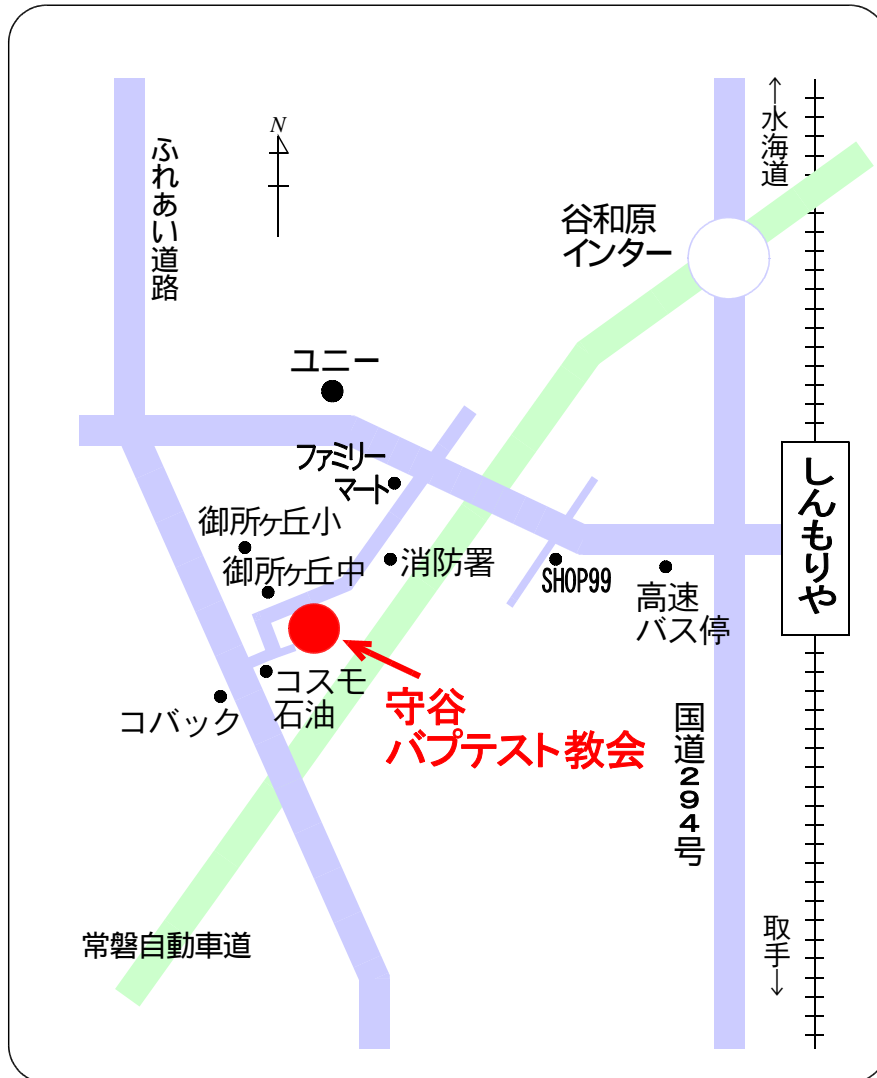 N
ふれあい道路
←水海道
谷和原
インター
ユニー
ファミリー
マート
御所ヶ丘小
御所ヶ丘中
消防署
SHOP99
高速
バス停
しんもりや
コスモ
石油
コバック
守谷
バプテスト教会
国道294号
常磐自動車道
取手→